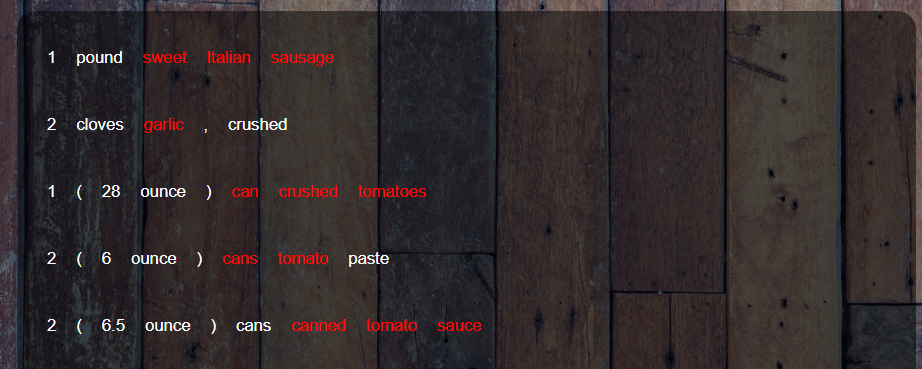 1 pound sweet Italian sausage
2 cloves garlic , crushed
1 ( 28 ounce ) can crushed tomatoes
2 ( 6 ounce ) cans tomato paste
2 ( 6.5 ounce ) cans canned tomato sauce